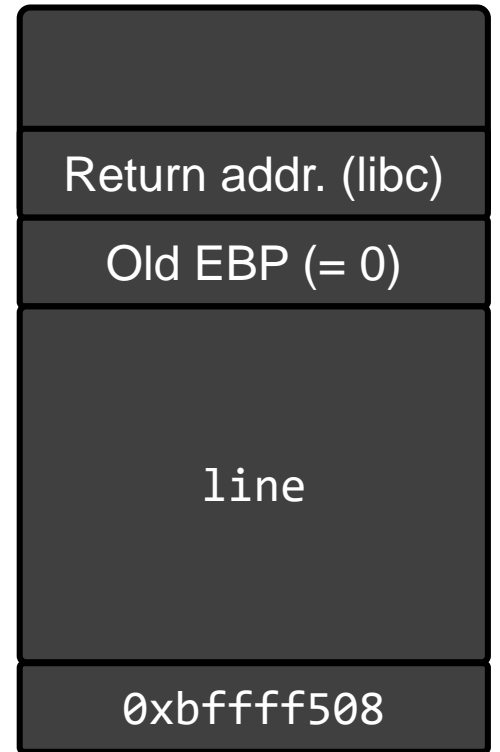 Return addr. (libc)
Old EBP (= 0)
line
0xbffff508